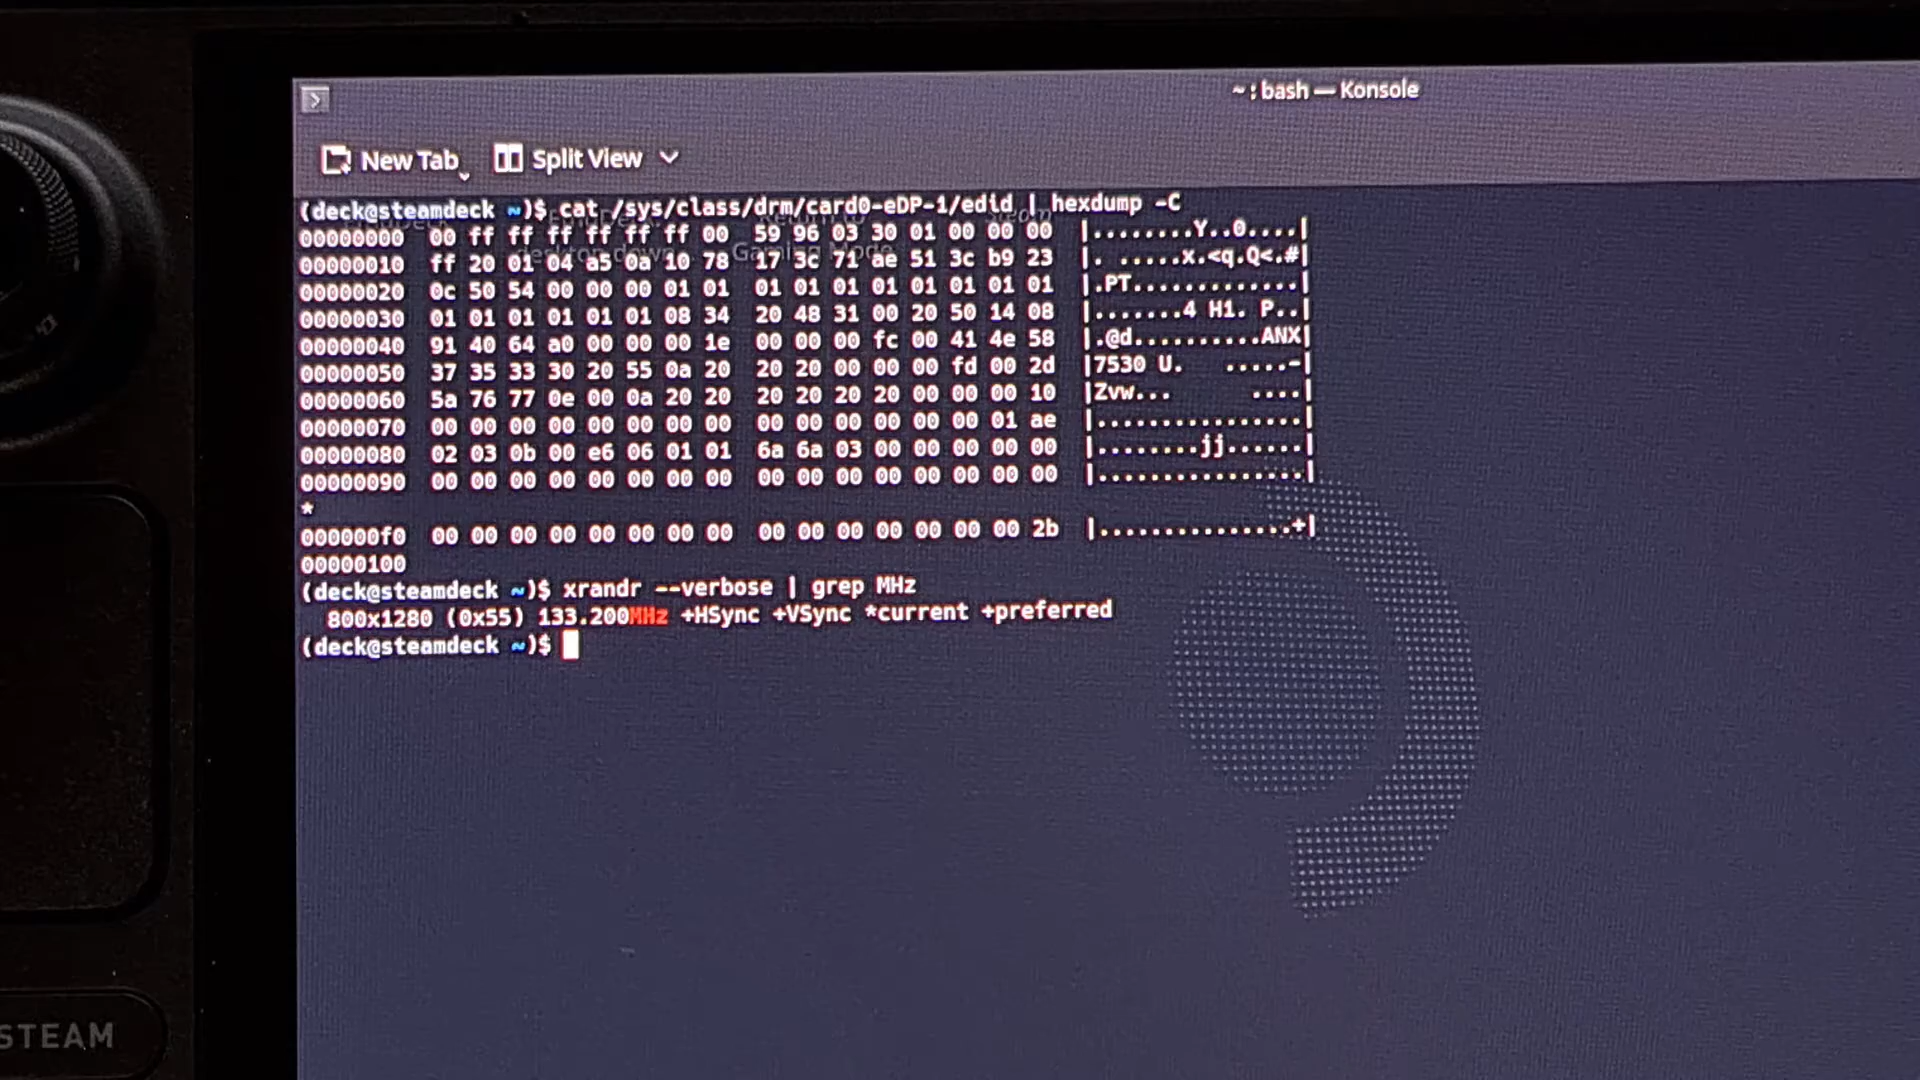 ~ : bash — Konsole
New Tab Split View
(deck@steamdeck ~)$ cat /sys/class/drm/card0-eDP-1/edid | hexdump -C
00000000 00 ff ff ff ff ff ff 00 59 96 03 30 01 00 00 00 |........Y..0....|
00000010 ff 20 01 04 a5 0a 10 78 17 3c 71 ae 51 3c b9 23 |. .....x.<q.Q<.#|
00000020 0c 50 54 00 00 00 01 01 01 01 01 01 01 01 01 01 |.PT.............|
00000030 01 01 01 01 01 01 08 34 20 48 31 00 20 50 14 08 |.......4 H1. P..|
00000040 91 40 64 a0 00 00 00 1e 00 00 00 fc 00 41 4e 58 |.@d..........ANX|
00000050 37 35 33 30 20 55 0a 20 20 20 00 00 00 fd 00 2d |7530 U.   .....-|
00000060 5a 76 77 0e 00 0a 20 20 20 20 20 20 00 00 00 10 |Zvw...      ....|
00000070 00 00 00 00 00 00 00 00 00 00 00 00 00 00 01 ae |................|
00000080 02 03 0b 00 e6 06 01 01 6a 6a 03 00 00 00 00 00 |........jj......|
00000090 00 00 00 00 00 00 00 00 00 00 00 00 00 00 00 00 |................|
*
000000f0 00 00 00 00 00 00 00 00 00 00 00 00 00 00 00 2b |...............+|
00000100
(deck@steamdeck ~)$ xrandr --verbose | grep MHz
800x1280 (0x55) 133.200MHz +HSync +VSync *current +preferred
(deck@steamdeck ~)$
STEAM